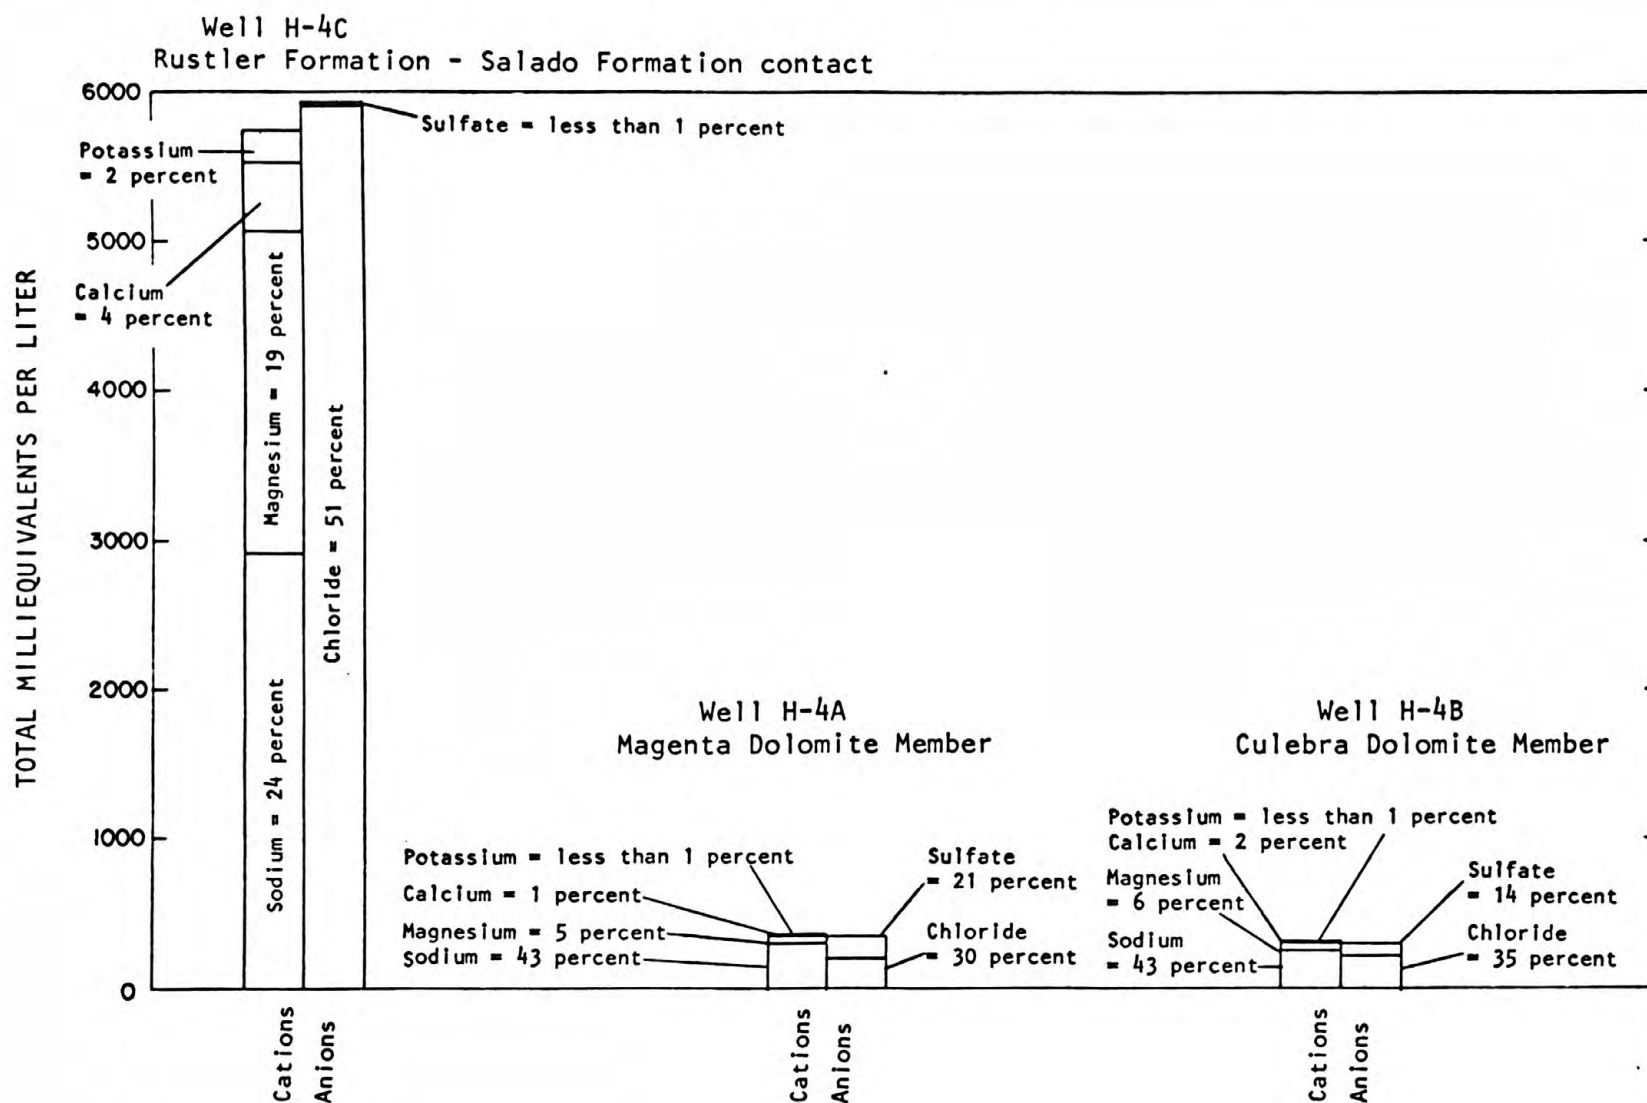 Well H-4C
Rustler Formation - Salado Formation contact
TOTAL MILLIEQUIVALENTS PER LITER
6000
5000
4000
3000
2000
1000
0
Potassium
= 2 percent
Calcium
= 4 percent
Magnesium = 19 percent
Sodium = 24 percent
Chloride = 51 percent
Sulfate = less than 1 percent
Cations
Anions
Well H-4A
Magenta Dolomite Member
Potassium = less than 1 percent
Calcium = 1 percent
Magnesium = 5 percent
Sodium = 43 percent
Sulfate
= 21 percent
Chloride
= 30 percent
Cations
Anions
Well H-4B
Culebra Dolomite Member
Potassium = less than 1 percent
Calcium = 2 percent
Magnesium
= 6 percent
Sodium
= 43 percent
Sulfate
= 14 percent
Chloride
= 35 percent
Cations
Anions